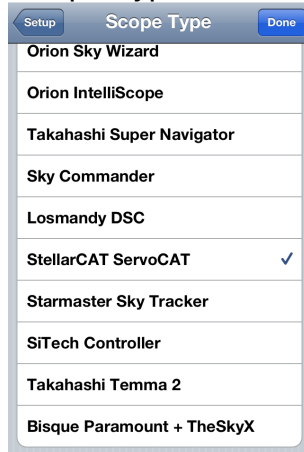 Setup
Scope Type
Done
Orion Sky Wizard
Orion IntelliScope
Takahashi Super Navigator
Sky Commander
Losmandy DSC
StellarCAT ServoCAT
Starmaster Sky Tracker
SiTech Controller
Takahashi Temma 2
Bisque Paramount + TheSkyX